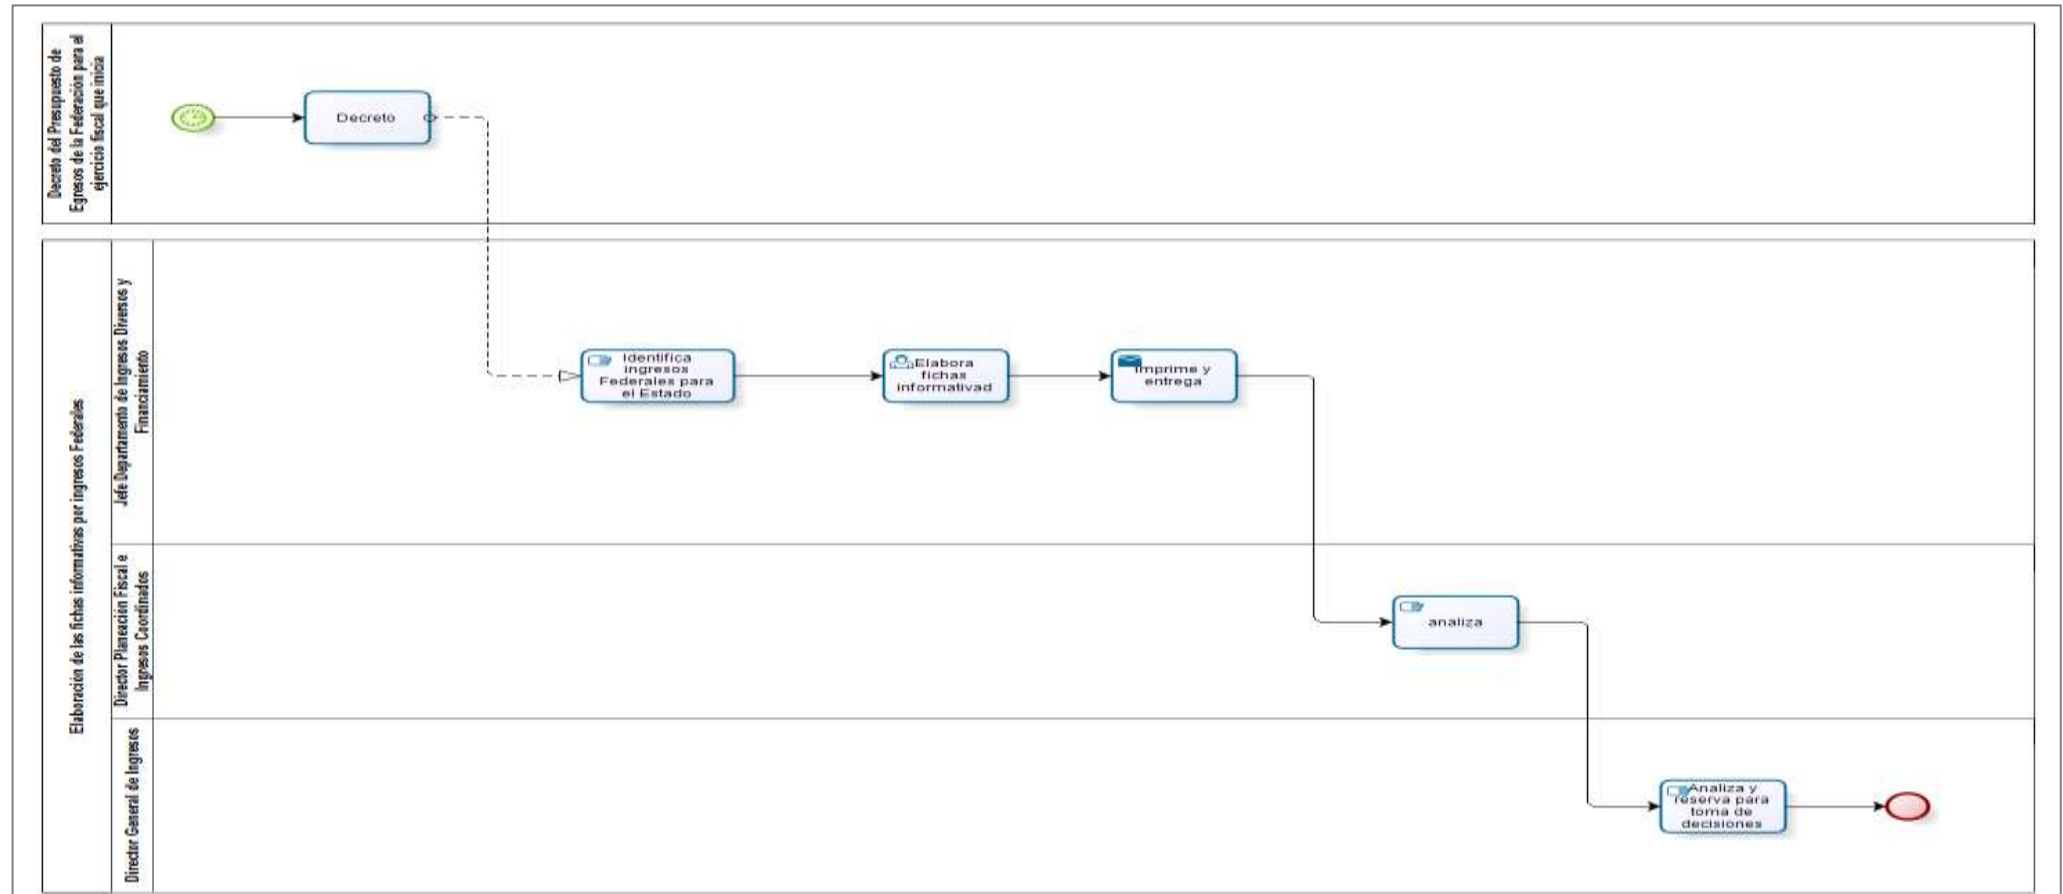 Decreto del Presupuesto de
Egresos de la Federación para el
ejercicio fiscal que inicia
Decreto
Elaboración de las fichas informativas por ingresos Federales
Jefe Departamento de Ingresos Diversos y
Financiamiento
Identifica
ingresos
Federales para
el Estado
Elabora
fichas
informativad
Imprime y
entrega
Director Planeación Fiscal e
Ingresos Coordinados
analiza
Director General de Ingresos
Analiza y
reserva para
toma de
decisiones